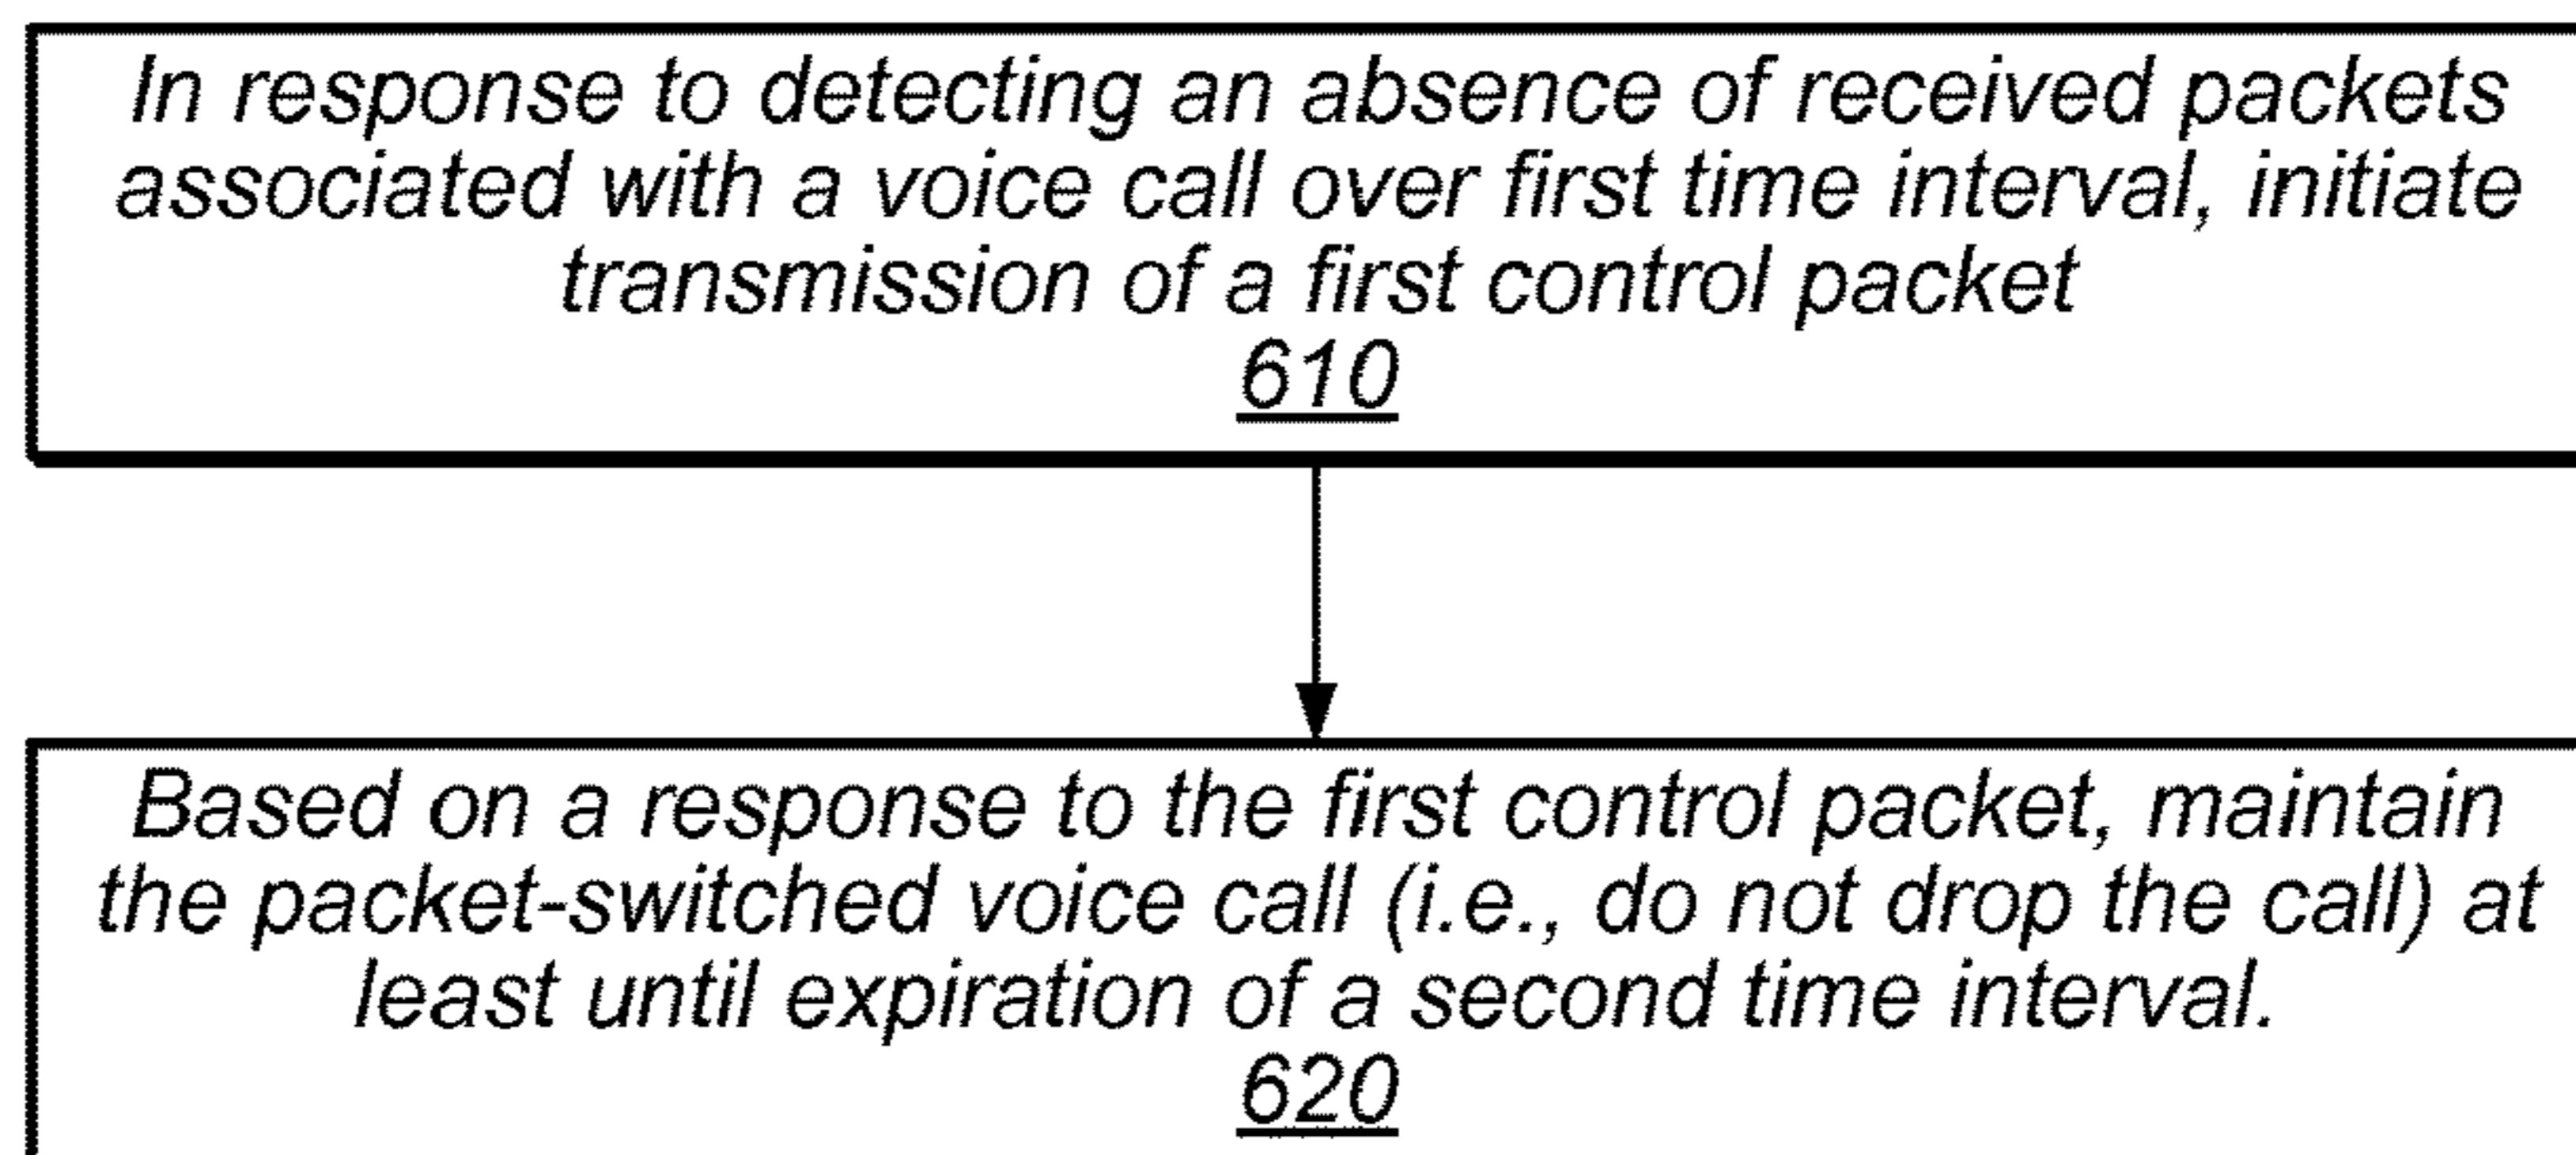 In response to detecting an absence of received packets
associated with a voice call over first time interval, initiate
transmission of a first control packet
610
Based on a response to the first control packet, maintain
the packet-switched voice call (i.e., do not drop the call) at
least until expiration of a second time interval.
620